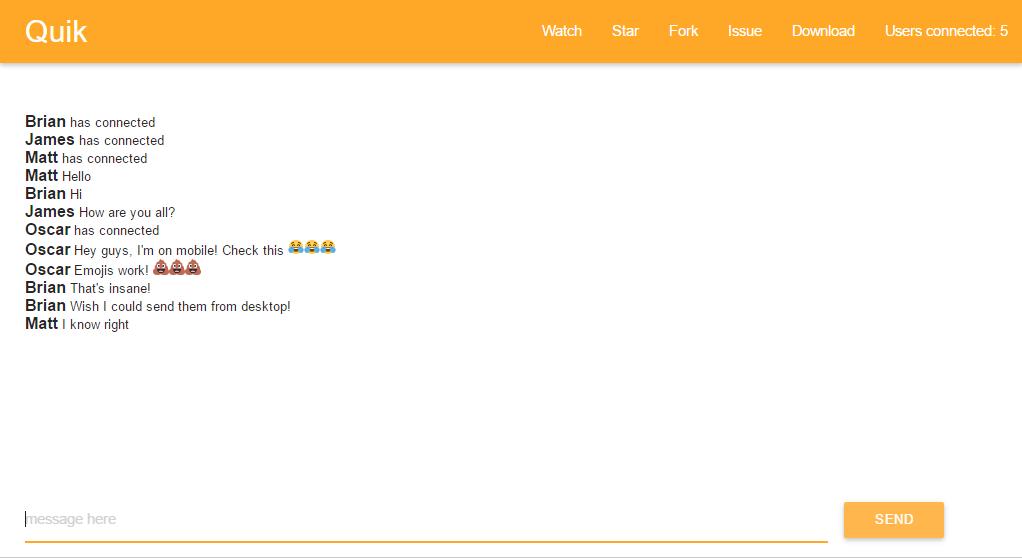 Quik
Watch Star Fork Issue Download Users connected: 5
Brian has connected
James has connected
Matt has connected
Matt Hello
Brian Hi
James How are you all?
Oscar has connected
Oscar Hey guys, I'm on mobile! Check this 😂😂😂
Oscar Emojis work! 💩💩💩
Brian That's insane!
Brian Wish I could send them from desktop!
Matt I know right
message here
SEND